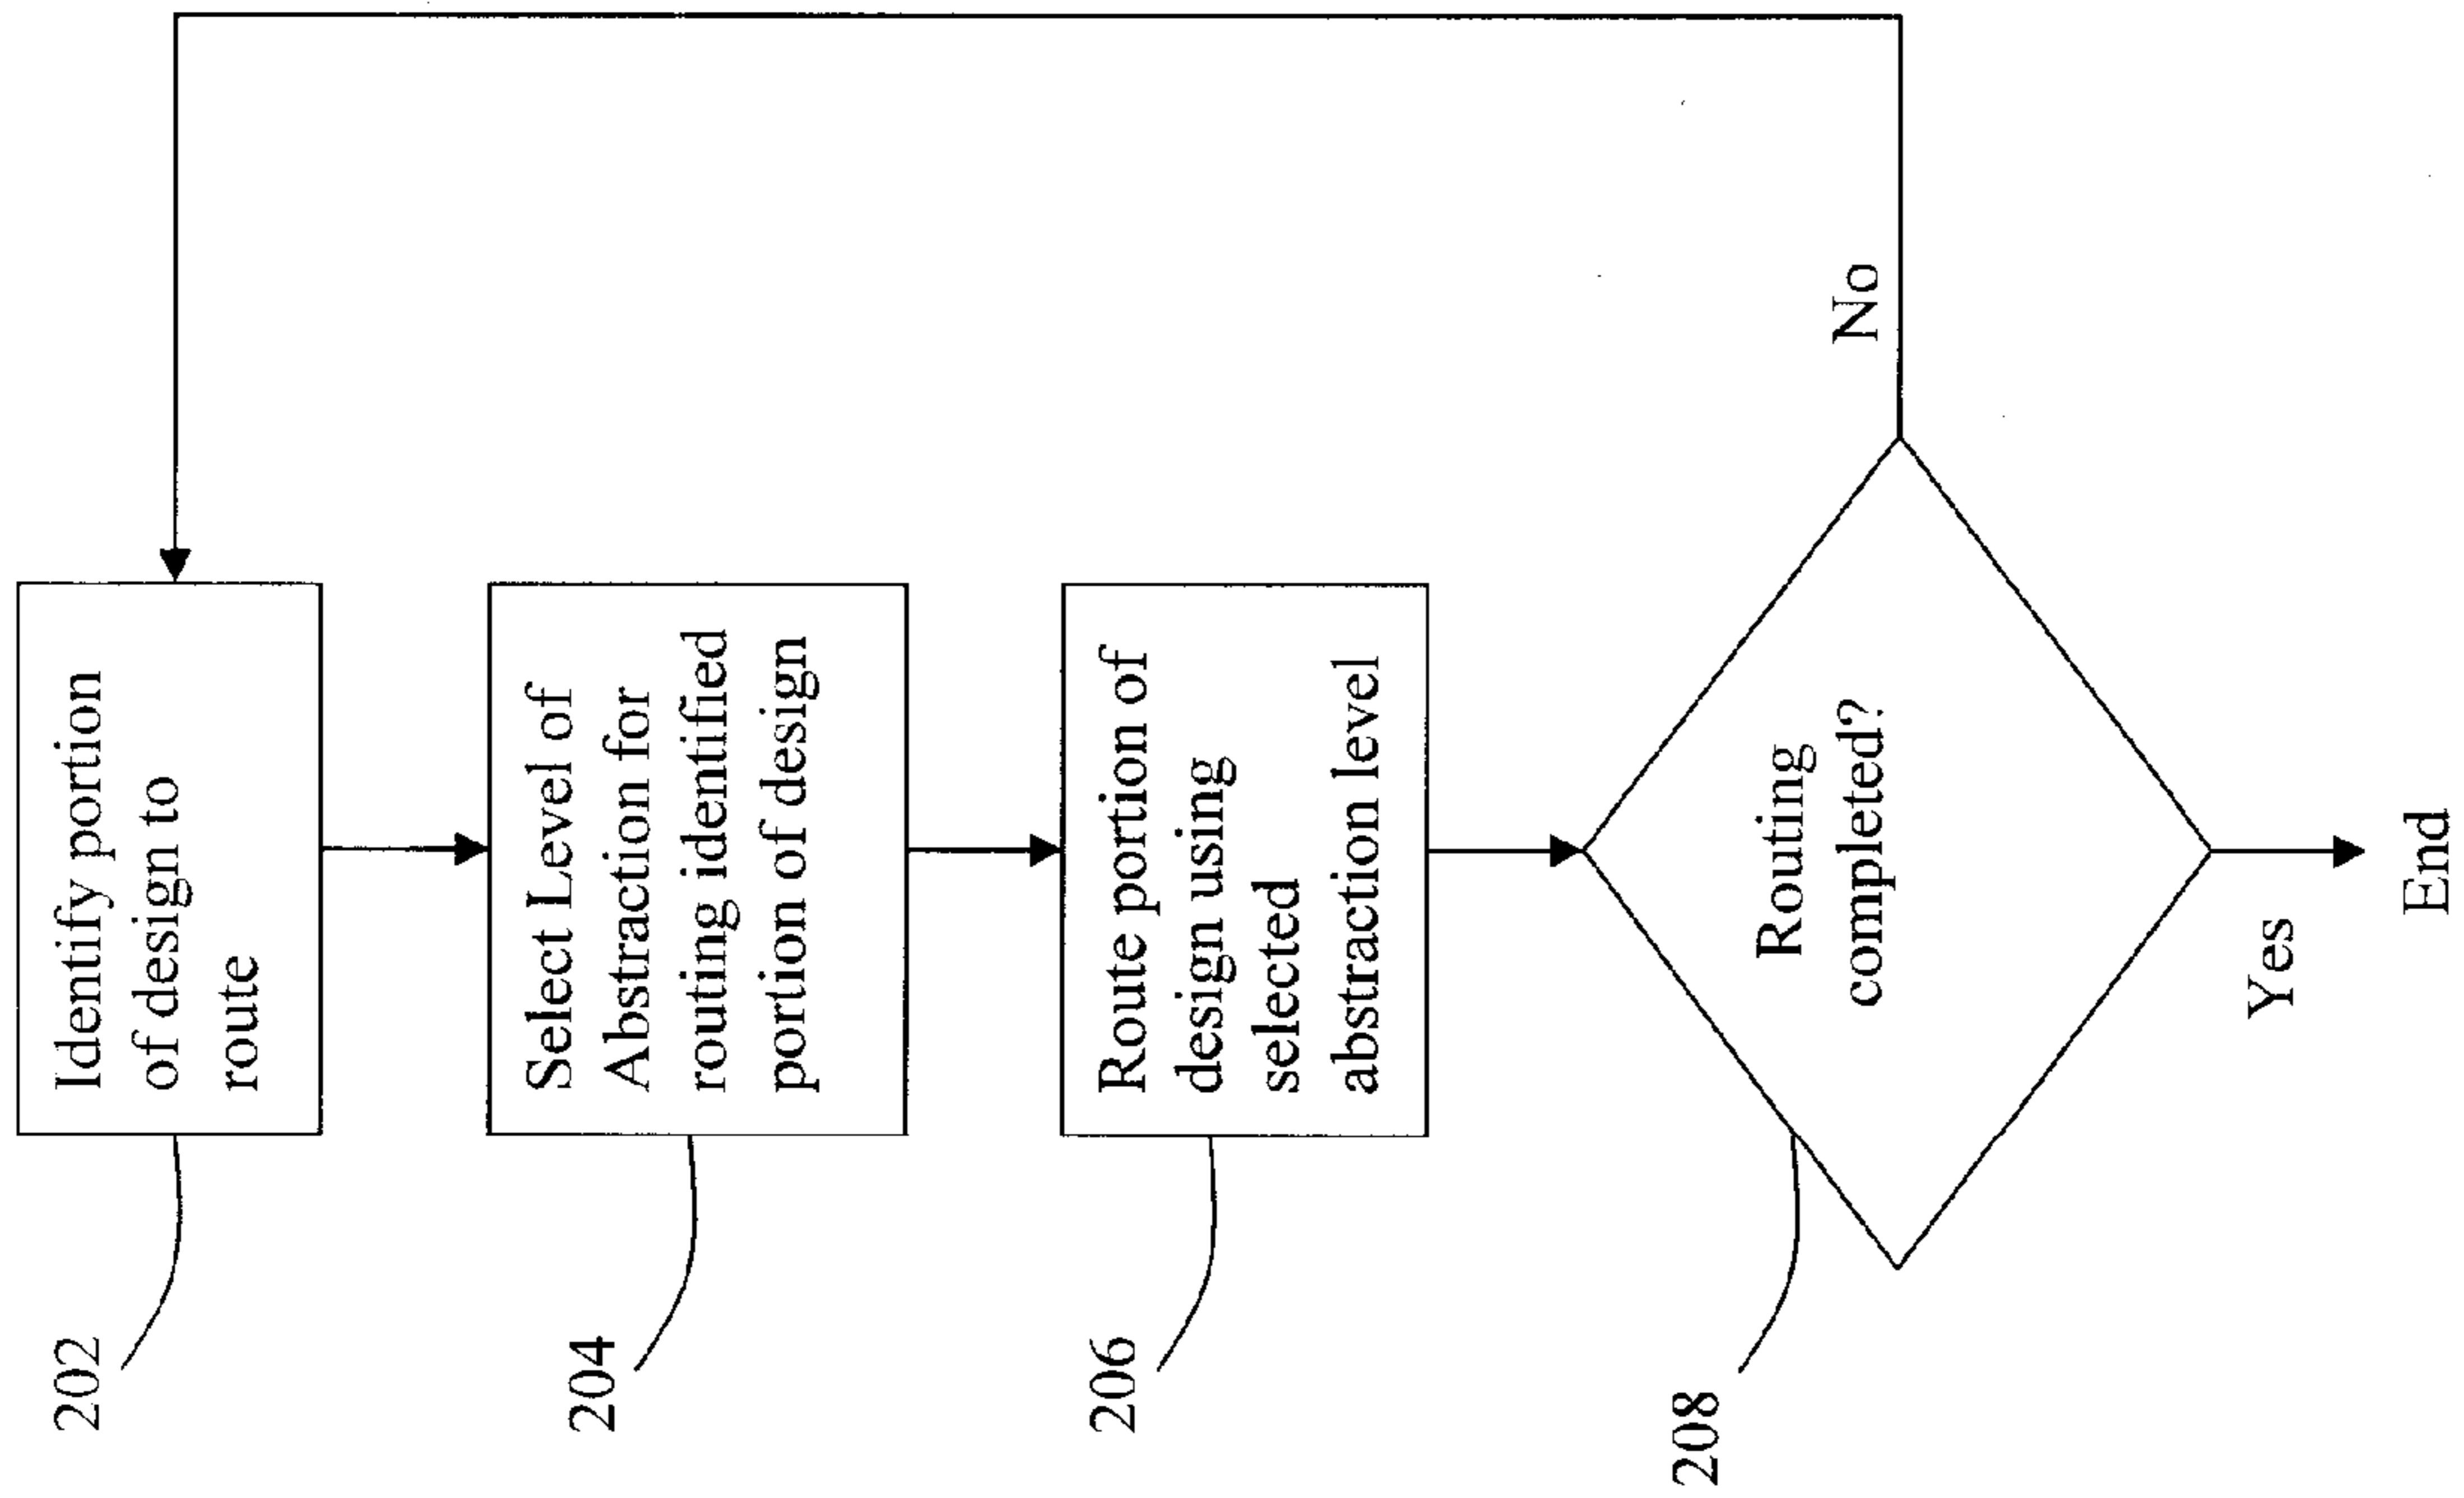 202
Identify portion
of design to
route
204
Select Level of
Abstraction for
routing identified
portion of design
206
Route portion of
design using
selected
abstraction level
208
Routing
completed?
No
Yes
End